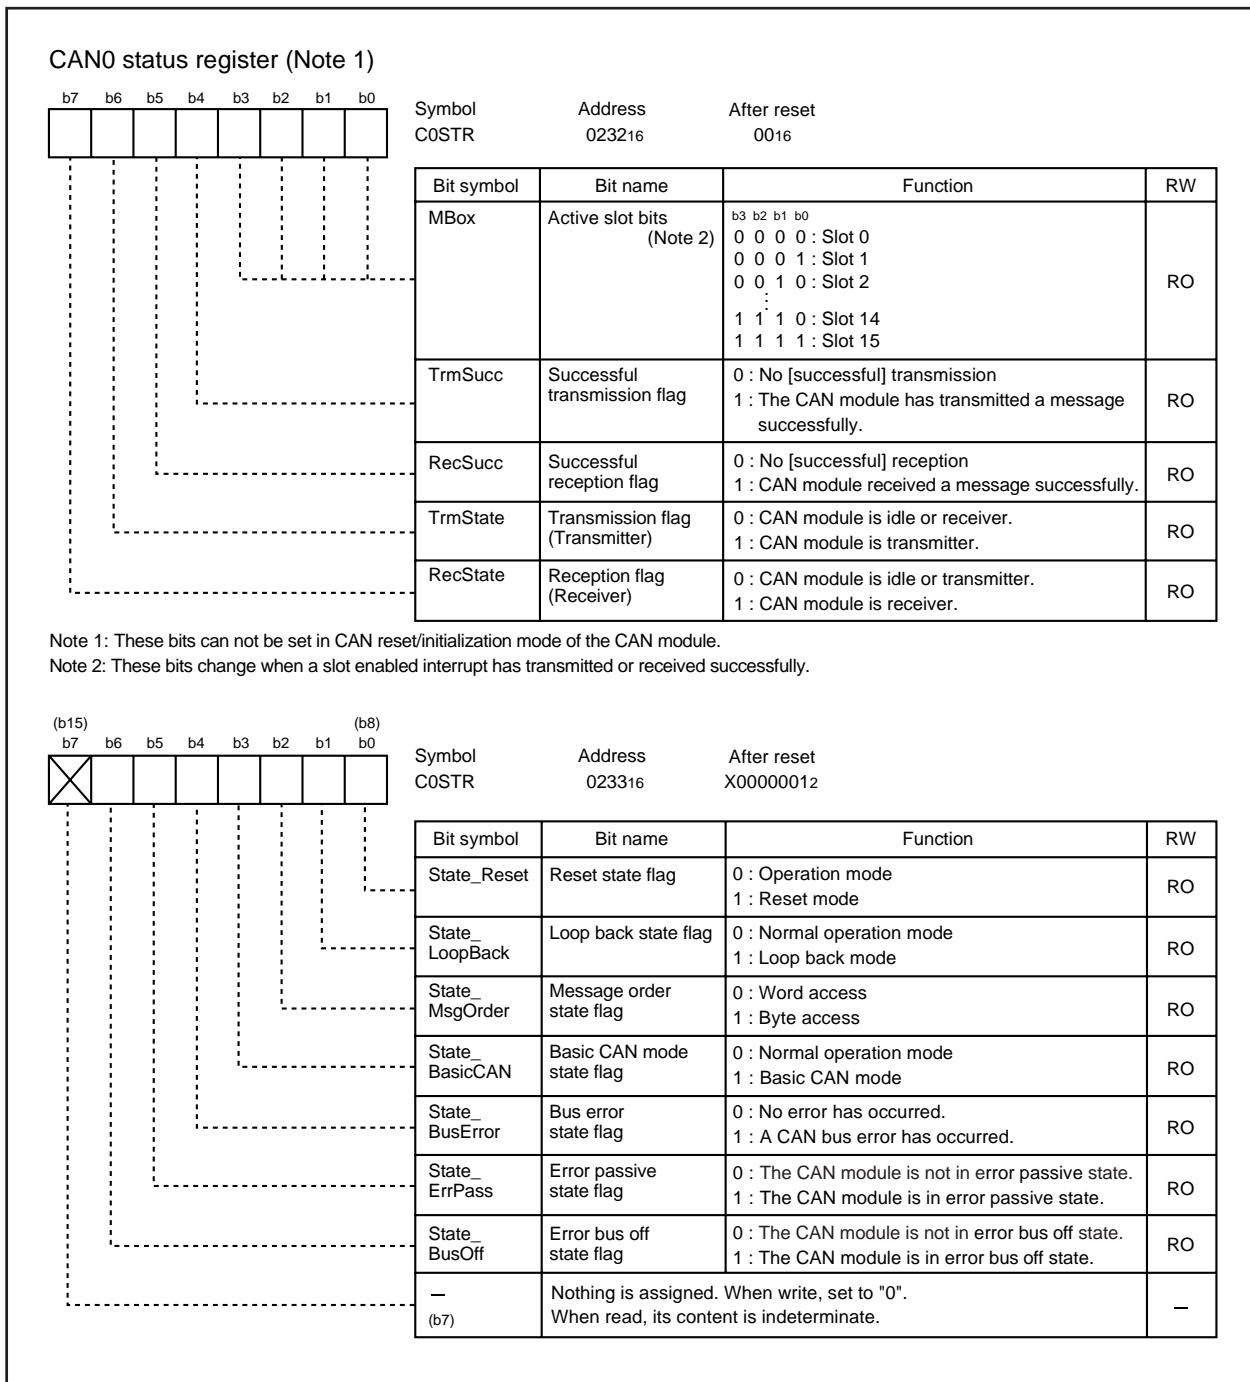 CAN0 status register (Note 1)
b7 b6 b5 b4 b3 b2 b1 b0
Symbol Address After reset
C0STR 023216 0016
Bit symbol Bit name Function RW
MBox Active slot bits (Note 2) b3 b2 b1 b0
0 0 0 0 : Slot 0
0 0 0 1 : Slot 1
0 0 1 0 : Slot 2
:
1 1 1 0 : Slot 14
1 1 1 1 : Slot 15
RO
TrmSucc Successful transmission flag 0 : No [successful] transmission
1 : The CAN module has transmitted a message
successfully.
RO
RecSucc Successful reception flag 0 : No [successful] reception
1 : CAN module received a message successfully.
RO
TrmState Transmission flag (Transmitter) 0 : CAN module is idle or receiver.
1 : CAN module is transmitter.
RO
RecState Reception flag (Receiver) 0 : CAN module is idle or transmitter.
1 : CAN module is receiver.
RO
Note 1: These bits can not be set in CAN reset/initialization mode of the CAN module.
Note 2: These bits change when a slot enabled interrupt has transmitted or received successfully.
(b15) (b8)
b7 b6 b5 b4 b3 b2 b1 b0
Symbol Address After reset
C0STR 023316 X00000012
Bit symbol Bit name Function RW
State_Reset Reset state flag 0 : Operation mode
1 : Reset mode
RO
State_LoopBack Loop back state flag 0 : Normal operation mode
1 : Loop back mode
RO
State_MsgOrder Message order state flag 0 : Word access
1 : Byte access
RO
State_BasicCAN Basic CAN mode state flag 0 : Normal operation mode
1 : Basic CAN mode
RO
State_BusError Bus error state flag 0 : No error has occurred.
1 : A CAN bus error has occurred.
RO
State_ErrPass Error passive state flag 0 : The CAN module is not in error passive state.
1 : The CAN module is in error passive state.
RO
State_BusOff Error bus off state flag 0 : The CAN module is not in error bus off state.
1 : The CAN module is in error bus off state.
RO
— (b7) Nothing is assigned. When write, set to "0".
When read, its content is indeterminate.
—